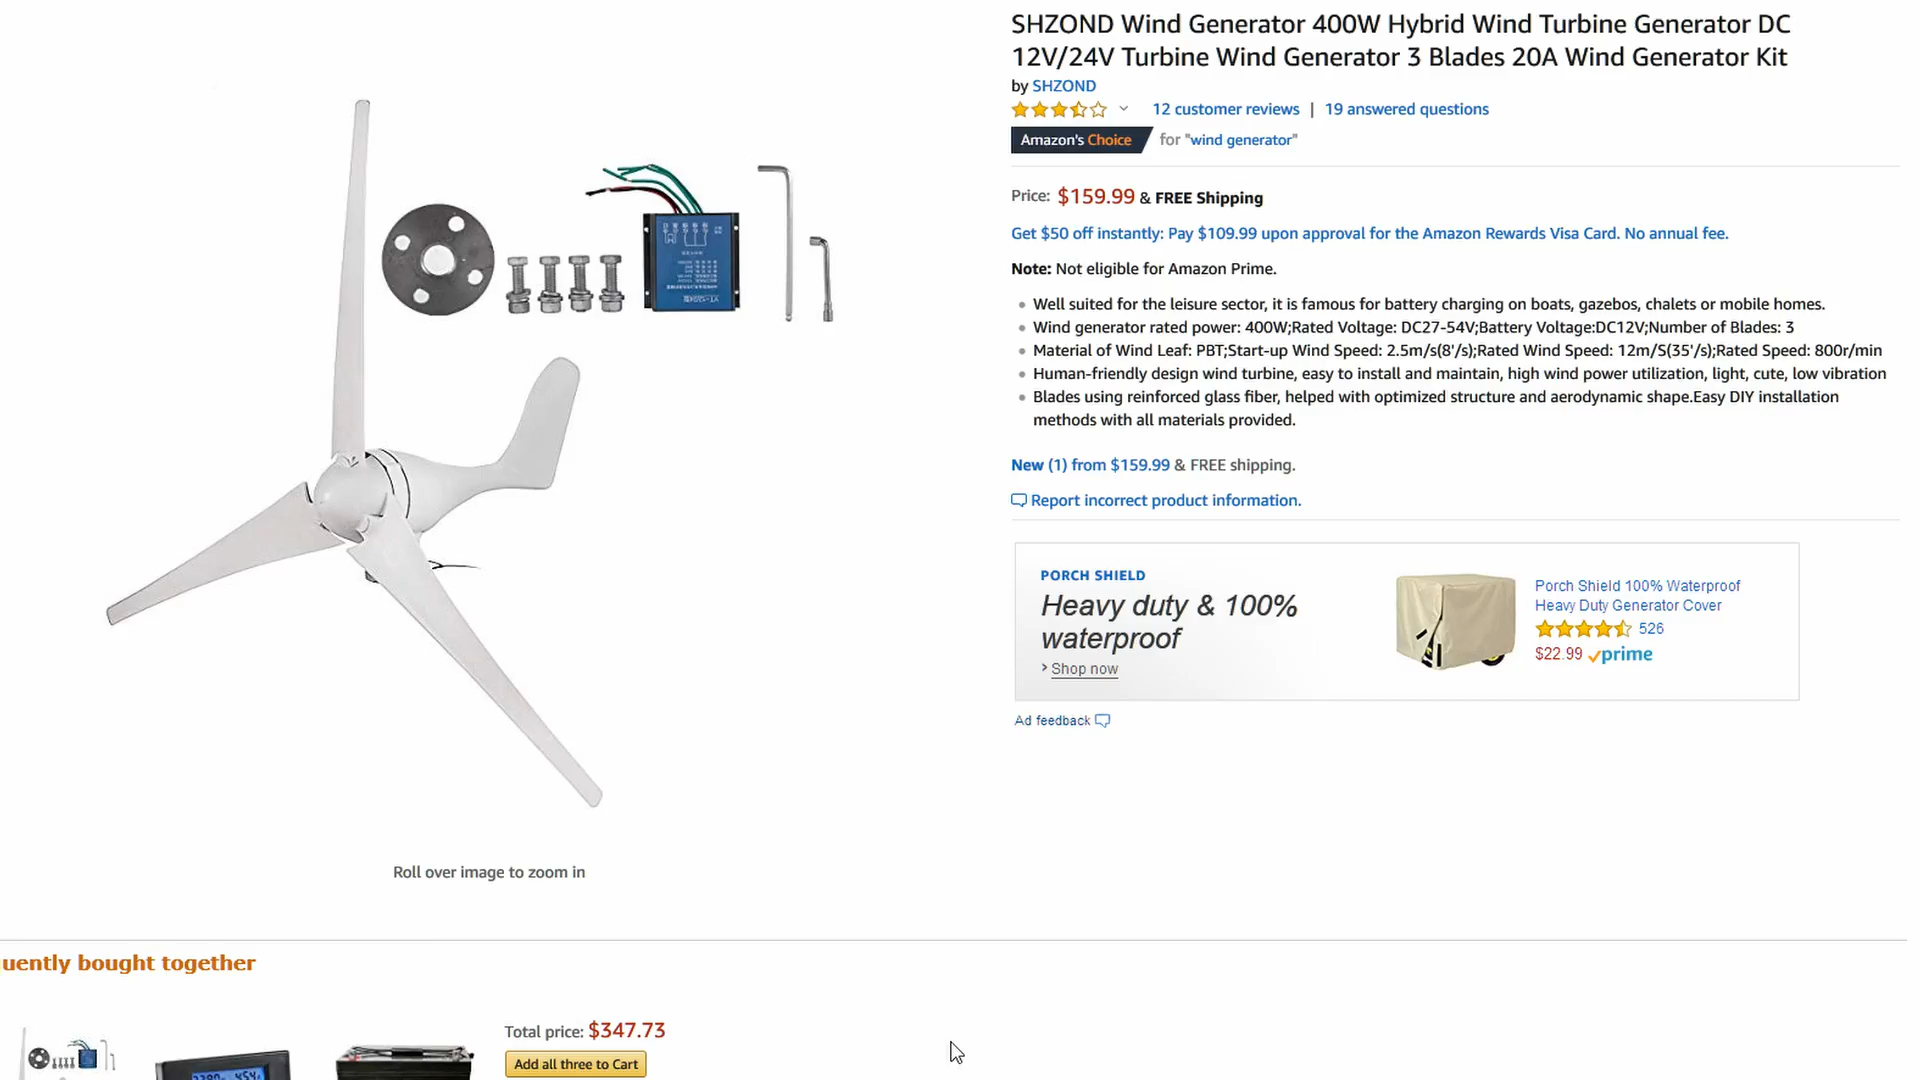 SHZOND Wind Generator 400W Hybrid Wind Turbine Generator DC
12V/24V Turbine Wind Generator 3 Blades 20A Wind Generator Kit
by SHZOND
12 customer reviews | 19 answered questions
Amazon's Choice for "wind generator"
Price: $159.99 & FREE Shipping
Get $50 off instantly: Pay $109.99 upon approval for the Amazon Rewards Visa Card. No annual fee.
Note: Not eligible for Amazon Prime.
Well suited for the leisure sector, it is famous for battery charging on boats, gazebos, chalets or mobile homes.
Wind generator rated power: 400W;Rated Voltage: DC27-54V;Battery Voltage:DC12V;Number of Blades: 3
Material of Wind Leaf: PBT;Start-up Wind Speed: 2.5m/s(8'/s);Rated Wind Speed: 12m/S(35'/s);Rated Speed: 800r/min
Human-friendly design wind turbine, easy to install and maintain, high wind power utilization, light, cute, low vibration
Blades using reinforced glass fiber, helped with optimized structure and aerodynamic shape.Easy DIY installation
methods with all materials provided.
New (1) from $159.99 & FREE shipping.
Report incorrect product information.
PORCH SHIELD
Heavy duty & 100%
waterproof
› Shop now
Porch Shield 100% Waterproof
Heavy Duty Generator Cover
526
$22.99 prime
Ad feedback
Roll over image to zoom in
uently bought together
Total price: $347.73
Add all three to Cart